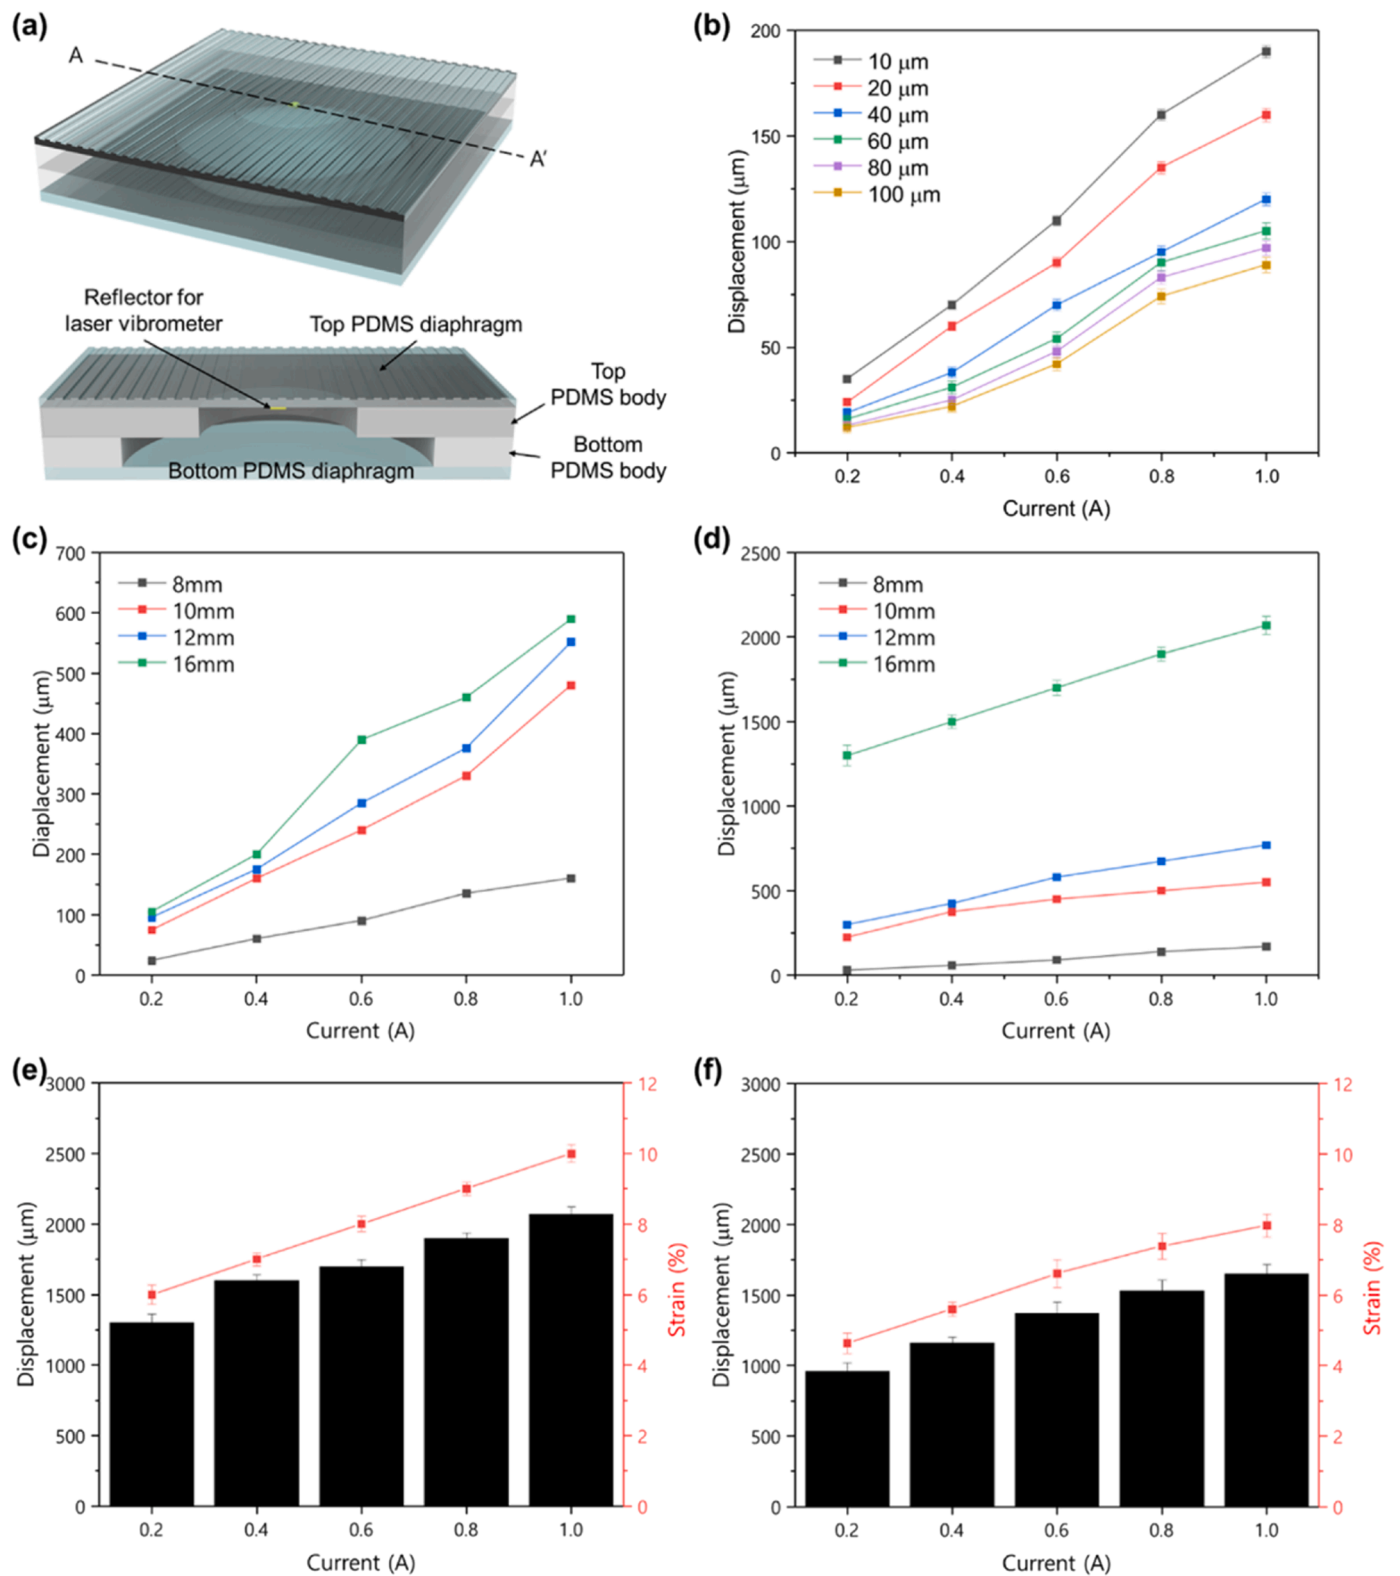 (a)
A
A'
Reflector for
laser vibrometer
Top PDMS diaphragm
Top
PDMS body
Bottom
PDMS body
Bottom PDMS diaphragm
(b)
200
150
100
50
0
Displacement (μm)
10 μm
20 μm
40 μm
60 μm
80 μm
100 μm
0.2 0.4 0.6 0.8 1.0
Current (A)
(c)
700
600
500
400
300
200
100
0
Diaplacement (μm)
8mm
10mm
12mm
16mm
0.2 0.4 0.6 0.8 1.0
Current (A)
(d)
2500
2000
1500
1000
500
0
Displacement (μm)
8mm
10mm
12mm
16mm
0.2 0.4 0.6 0.8 1.0
Current (A)
(e)
3000
2500
2000
1500
1000
500
0
Displacement (μm)
12
10
8
6
4
2
0
Strain (%)
0.2 0.4 0.6 0.8 1.0
Current (A)
(f)
3000
2500
2000
1500
1000
500
0
Displacement (μm)
12
10
8
6
4
2
0
Strain (%)
0.2 0.4 0.6 0.8 1.0
Current (A)